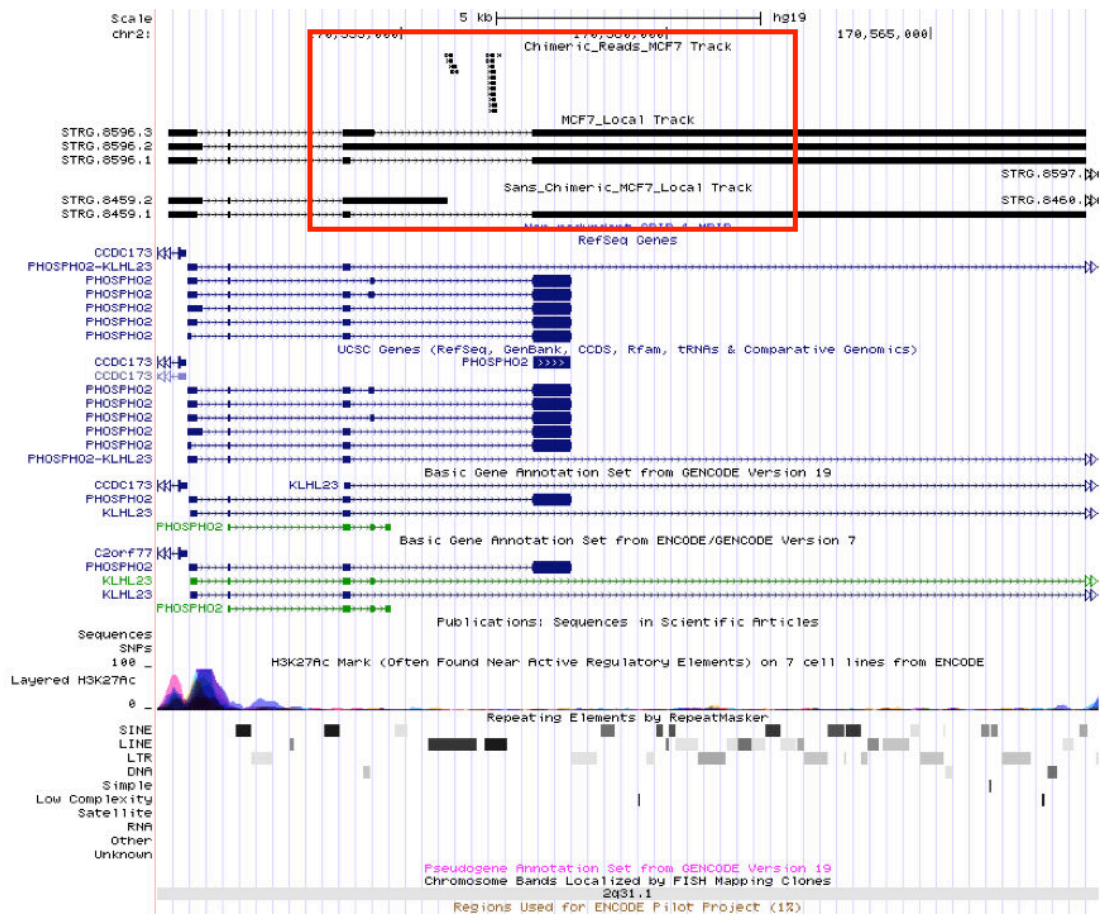 Scale 5 kb hg19
chr2: 170,555,000 170,560,000 170,565,000
Chimeric_Reads_MCF7 Track
MCF7_Local Track
STRG.8596.3
STRG.8596.2
STRG.8596.1
STRG.8597.
Sans_Chimeric_MCF7_Local Track
STRG.8459.2 STRG.8460.
STRG.8459.1
RefSeq Genes
CCDC173
PHOSPHO2-KLHL23
PHOSPHO2
PHOSPHO2
PHOSPHO2
PHOSPHO2
PHOSPHO2
UCSC Genes (RefSeq, GenBank, CCDS, Rfam, tRNAs & Comparative Genomics)
CCDC173 PHOSPHO2
CCDC173
PHOSPHO2
PHOSPHO2
PHOSPHO2
PHOSPHO2
PHOSPHO2
PHOSPHO2-KLHL23
Basic Gene Annotation Set from GENCODE Version 19
CCDC173 KLHL23
PHOSPHO2
KLHL23
PHOSPHO2
Basic Gene Annotation Set from ENCODE/GENCODE Version 7
C2orf77
PHOSPHO2
KLHL23
KLHL23
PHOSPHO2
Publications: Sequences in Scientific Articles
Sequences
SNPs
100 _ H3K27Ac Mark (Often Found Near Active Regulatory Elements) on 7 cell lines from ENCODE
Layered H3K27Ac
0 _
Repeating Elements by RepeatMasker
SINE
LINE
LTR
DNA
Simple
Low Complexity
Satellite
RNA
Other
Unknown
Pseudogene Annotation Set from GENCODE Version 19
Chromosome Bands Localized by FISH Mapping Clones
2q31.1
Regions Used for ENCODE Pilot Project (1%)